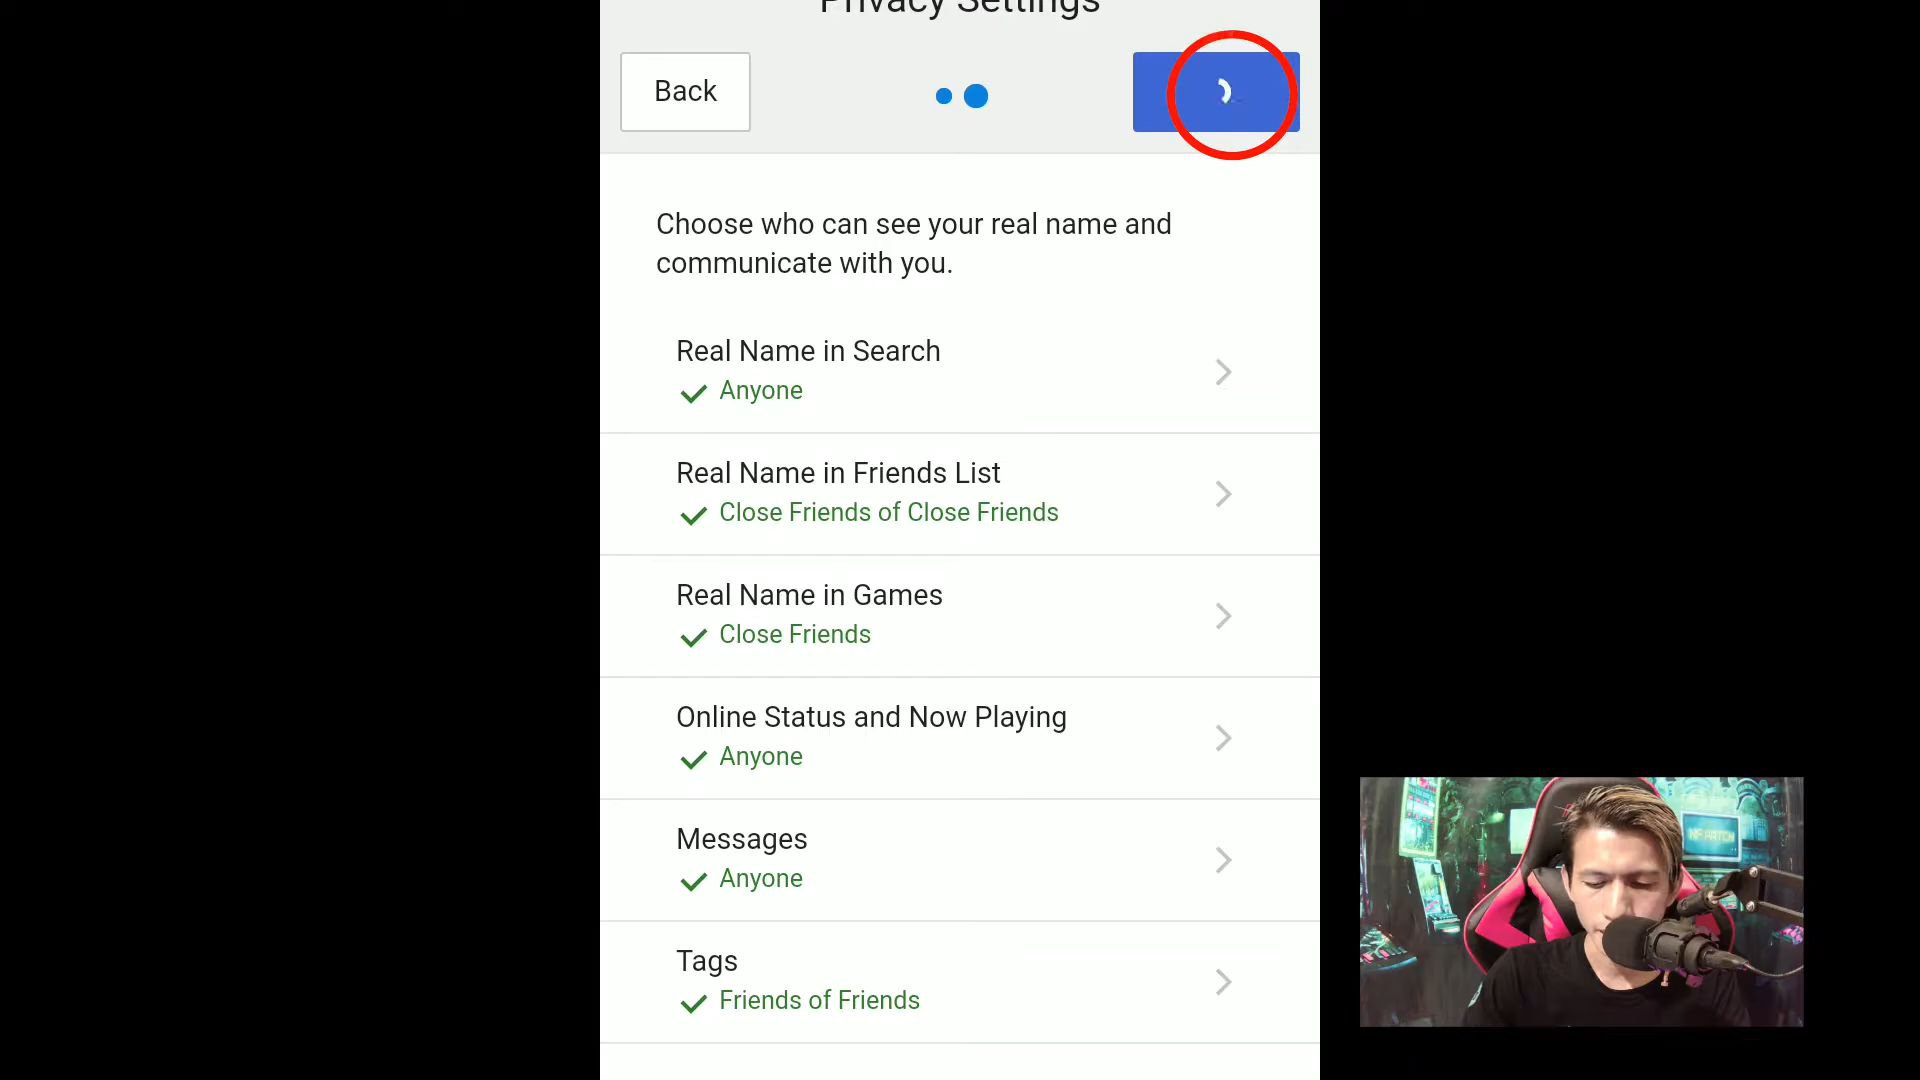 Privacy Settings
Back
Choose who can see your real name and
communicate with you.
Real Name in Search
Anyone
Real Name in Friends List
Close Friends of Close Friends
Real Name in Games
Close Friends
Online Status and Now Playing
Anyone
Messages
Anyone
Tags
Friends of Friends